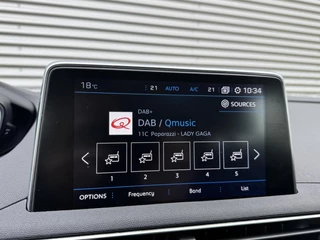 18°C 21 AUTO A/C 21 10:34
SOURCES
DAB+
DAB / Qmusic
11C Paparazzi - LADY GAGA
1 2 3 4 5
OPTIONS Frequency Band List